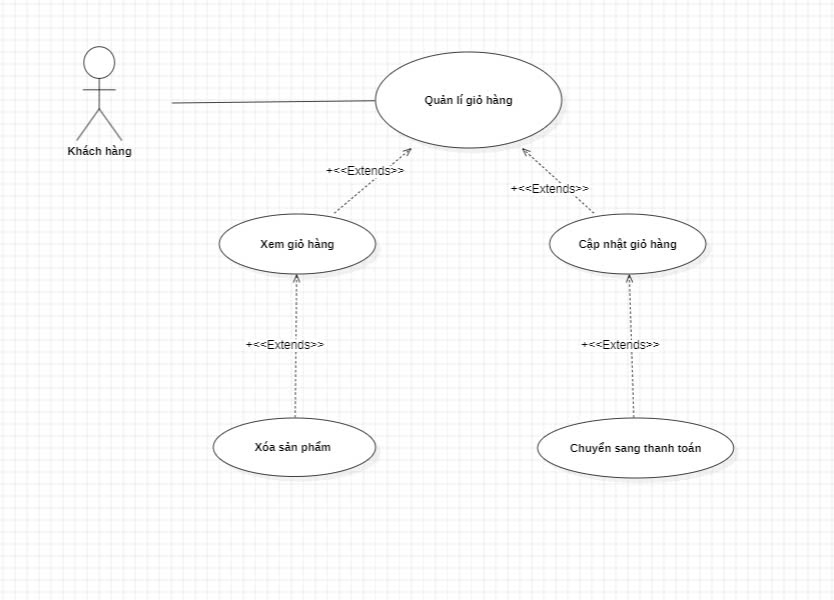 Quản lí giỏ hàng
Khách hàng
+<<Extends>>
+<<Extends>>
Xem giỏ hàng
Cập nhật giỏ hàng
+<<Extends>>
+<<Extends>>
Xóa sản phẩm
Chuyển sang thanh toán